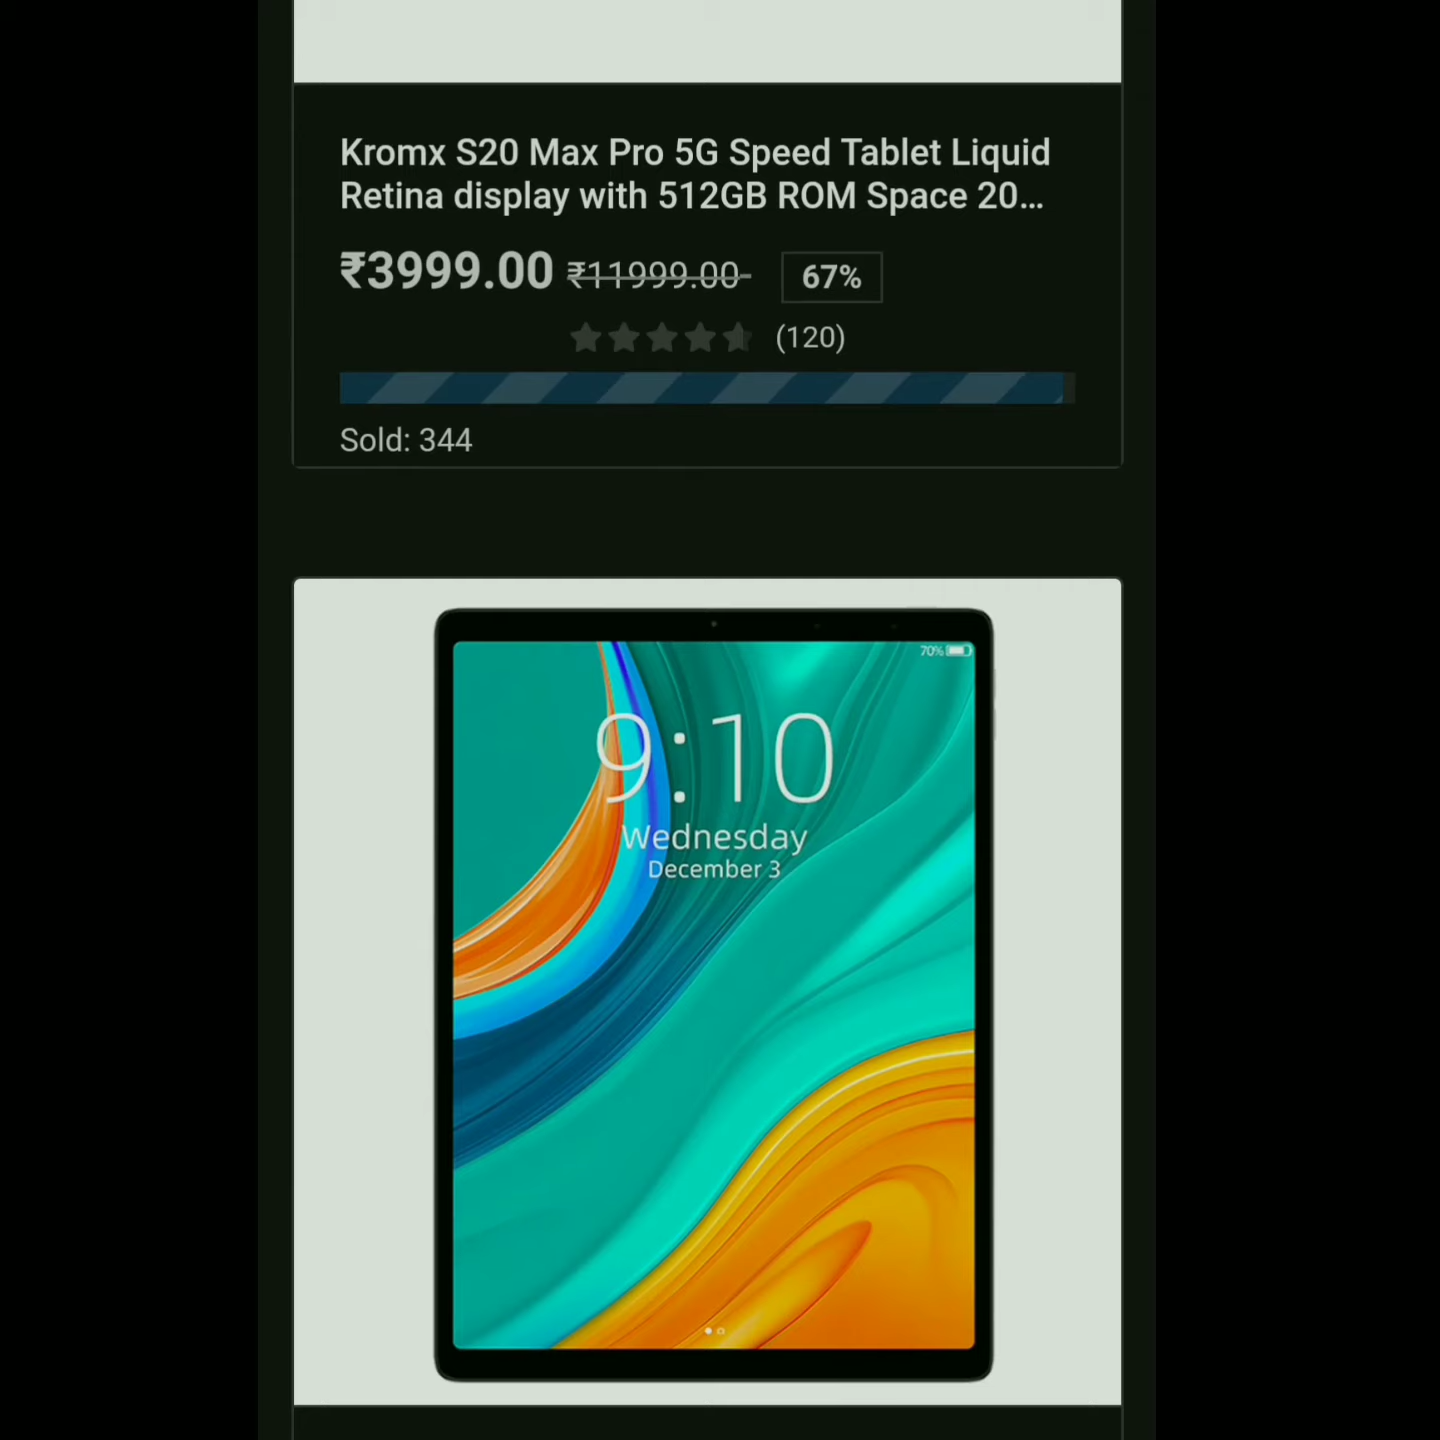 Kromx S20 Max Pro 5G Speed Tablet Liquid
Retina display with 512GB ROM Space 20...
₹3999.00 ₹11999.00 67%
(120)
Sold: 344
70%
9:10
Wednesday
December 3